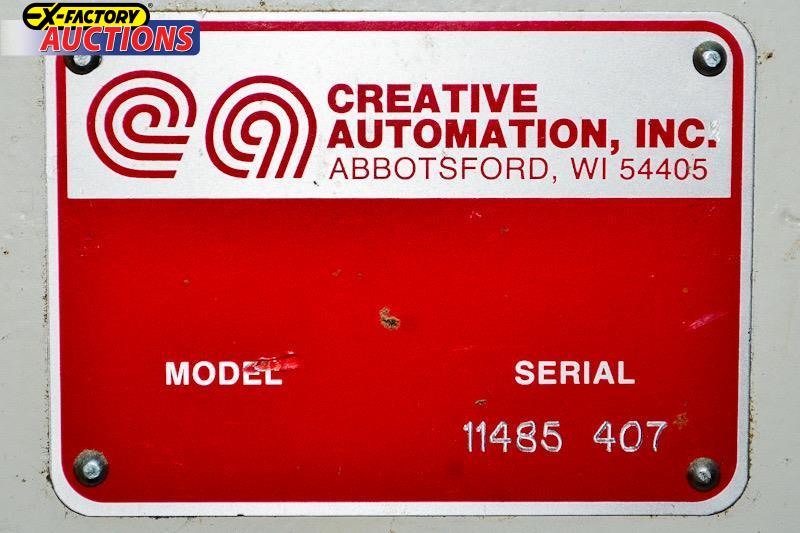 EX-FACTORY
AUCTIONS
CREATIVE
AUTOMATION, INC.
ABBOTSFORD, WI 54405
MODEL
SERIAL
11485 407